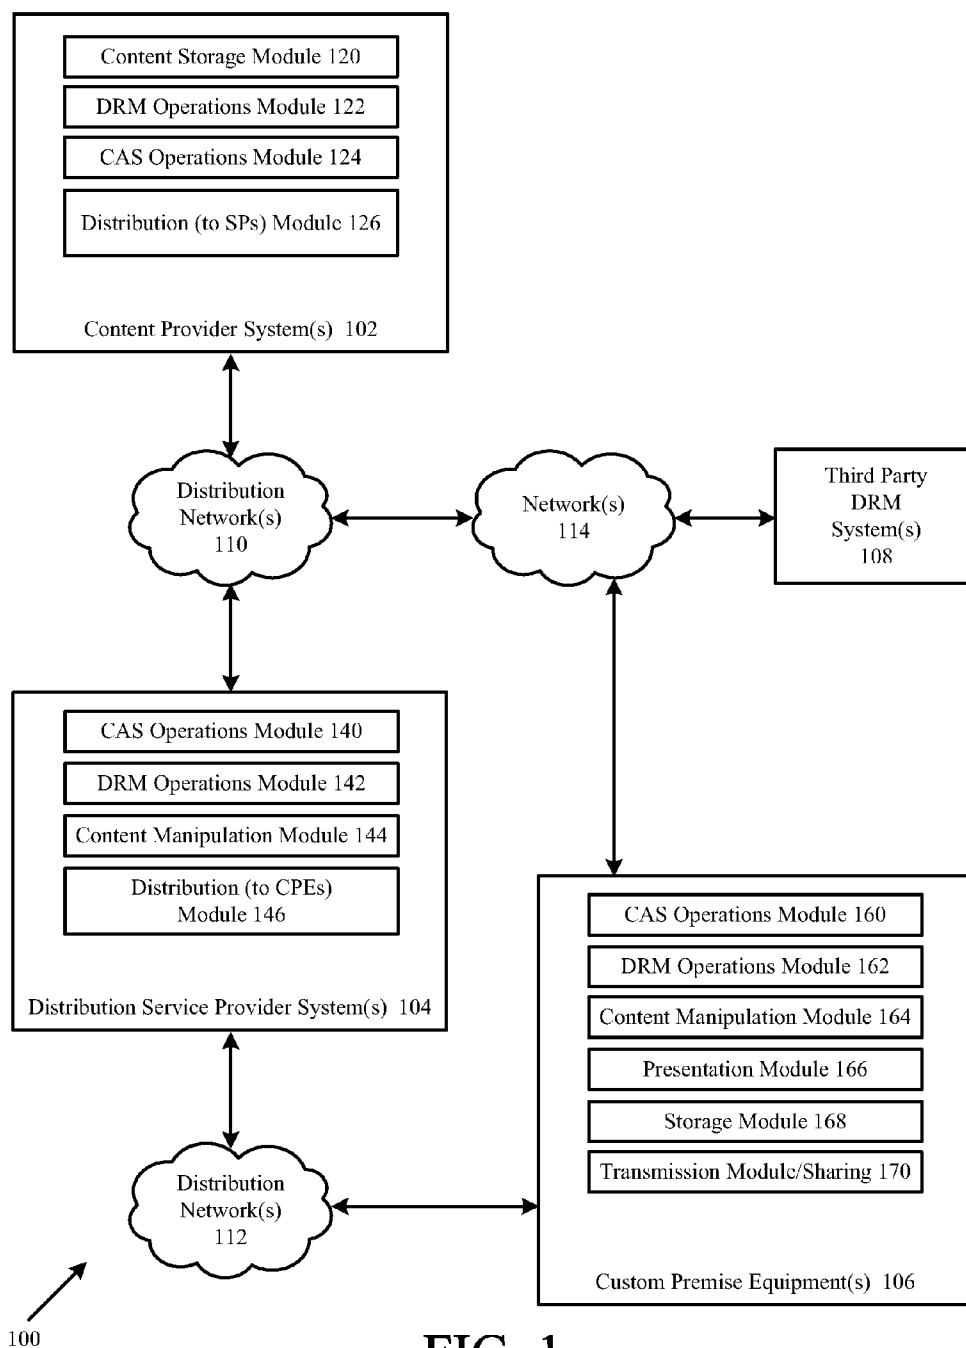 Content Storage Module 120
DRM Operations Module 122
CAS Operations Module 124
Distribution (to SPs) Module 126
Content Provider System(s) 102
Distribution
Network(s)
110
Network(s)
114
Third Party
DRM
System(s)
108
CAS Operations Module 140
DRM Operations Module 142
Content Manipulation Module 144
Distribution (to CPEs)
Module 146
Distribution Service Provider System(s) 104
CAS Operations Module 160
DRM Operations Module 162
Content Manipulation Module 164
Presentation Module 166
Storage Module 168
Transmission Module/Sharing 170
Custom Premise Equipment(s) 106
Distribution
Network(s)
112
100
FIG. 1